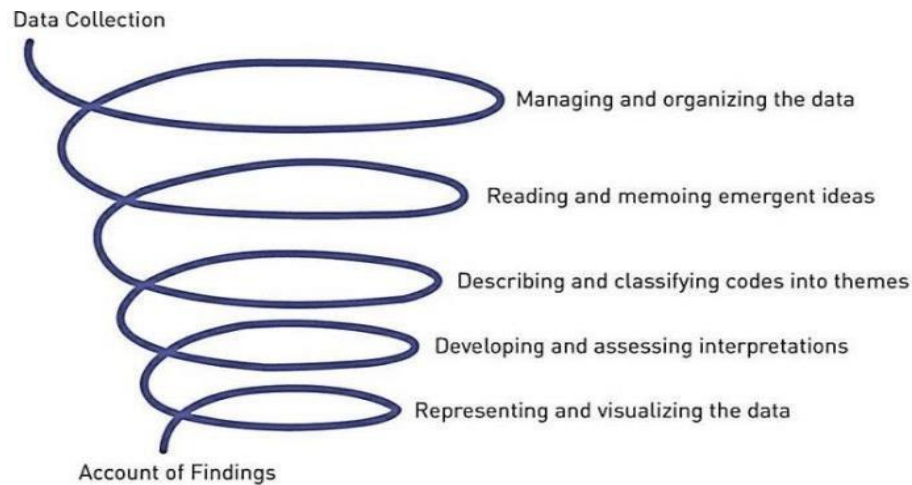 Data Collection
Managing and organizing the data
Reading and memoing emergent ideas
Describing and classifying codes into themes
Developing and assessing interpretations
Representing and visualizing the data
Account of Findings